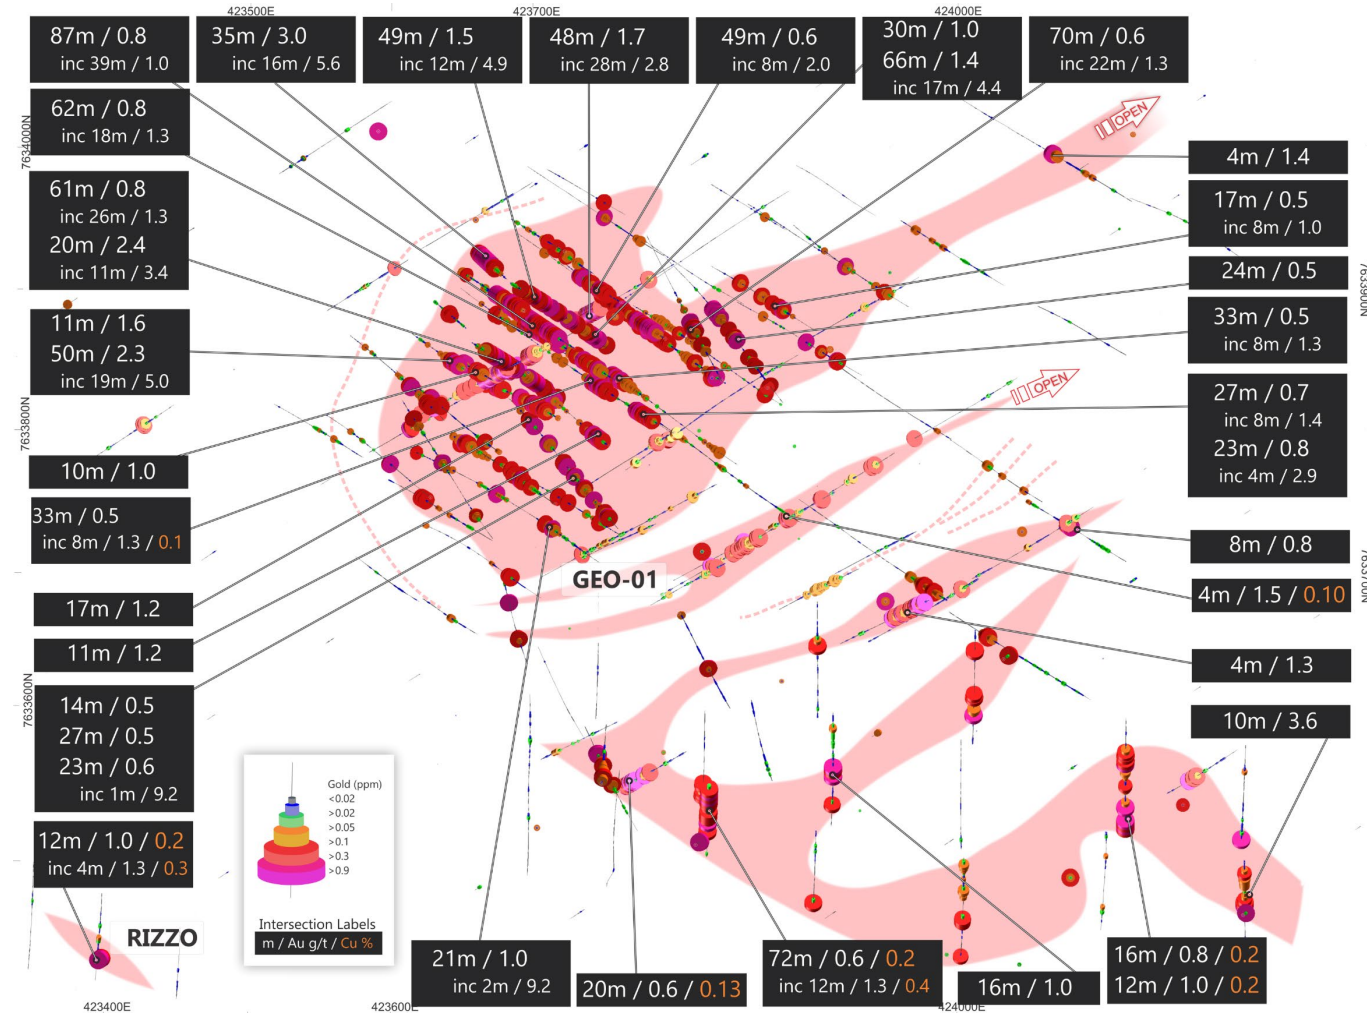 423500E
423700E
424000E
87m / 0.8
inc 39m / 1.0
35m / 3.0
inc 16m / 5.6
49m / 1.5
inc 12m / 4.9
48m / 1.7
inc 28m / 2.8
49m / 0.6
inc 8m / 2.0
30m / 1.0
66m / 1.4
inc 17m / 4.4
70m / 0.6
inc 22m / 1.3
62m / 0.8
inc 18m / 1.3
7634000N
OPEN
4m / 1.4
61m / 0.8
inc 26m / 1.3
20m / 2.4
inc 11m / 3.4
17m / 0.5
inc 8m / 1.0
24m / 0.5
7633900N
11m / 1.6
50m / 2.3
inc 19m / 5.0
33m / 0.5
inc 8m / 1.3
OPEN
27m / 0.7
inc 8m / 1.4
23m / 0.8
inc 4m / 2.9
7633800N
10m / 1.0
33m / 0.5
inc 8m / 1.3 / 0.1
8m / 0.8
GEO-01
7633700N
4m / 1.5 / 0.10
17m / 1.2
11m / 1.2
4m / 1.3
7633600N
14m / 0.5
27m / 0.5
23m / 0.6
inc 1m / 9.2
10m / 3.6
12m / 1.0 / 0.2
inc 4m / 1.3 / 0.3
Gold (ppm)
<0.02
>0.02
>0.05
>0.1
>0.3
>0.9
Intersection Labels
m / Au g/t / Cu %
RIZZO
21m / 1.0
inc 2m / 9.2
20m / 0.6 / 0.13
72m / 0.6 / 0.2
inc 12m / 1.3 / 0.4
16m / 1.0
16m / 0.8 / 0.2
12m / 1.0 / 0.2
423400E
423600E
424000E